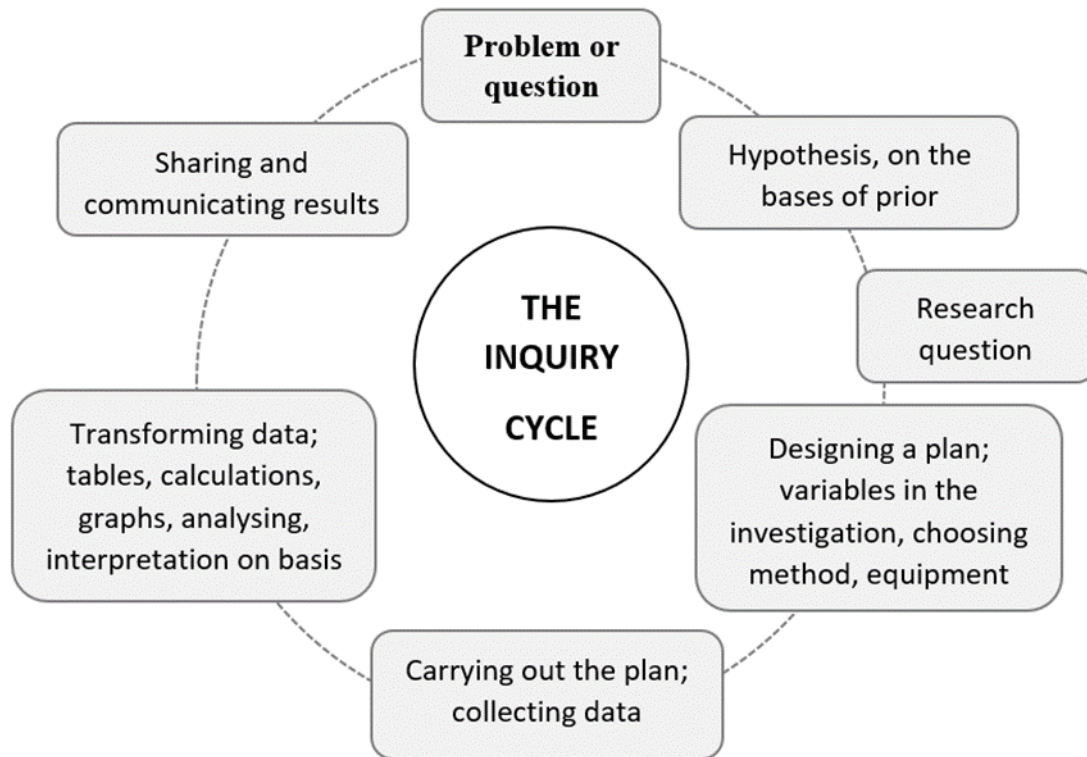 Problem or
question
Hypothesis, on the
bases of prior
Research
question
Designing a plan;
variables in the
investigation, choosing
method, equipment
Carrying out the plan;
collecting data
Transforming data;
tables, calculations,
graphs, analysing,
interpretation on basis
Sharing and
communicating results
THE
INQUIRY
CYCLE